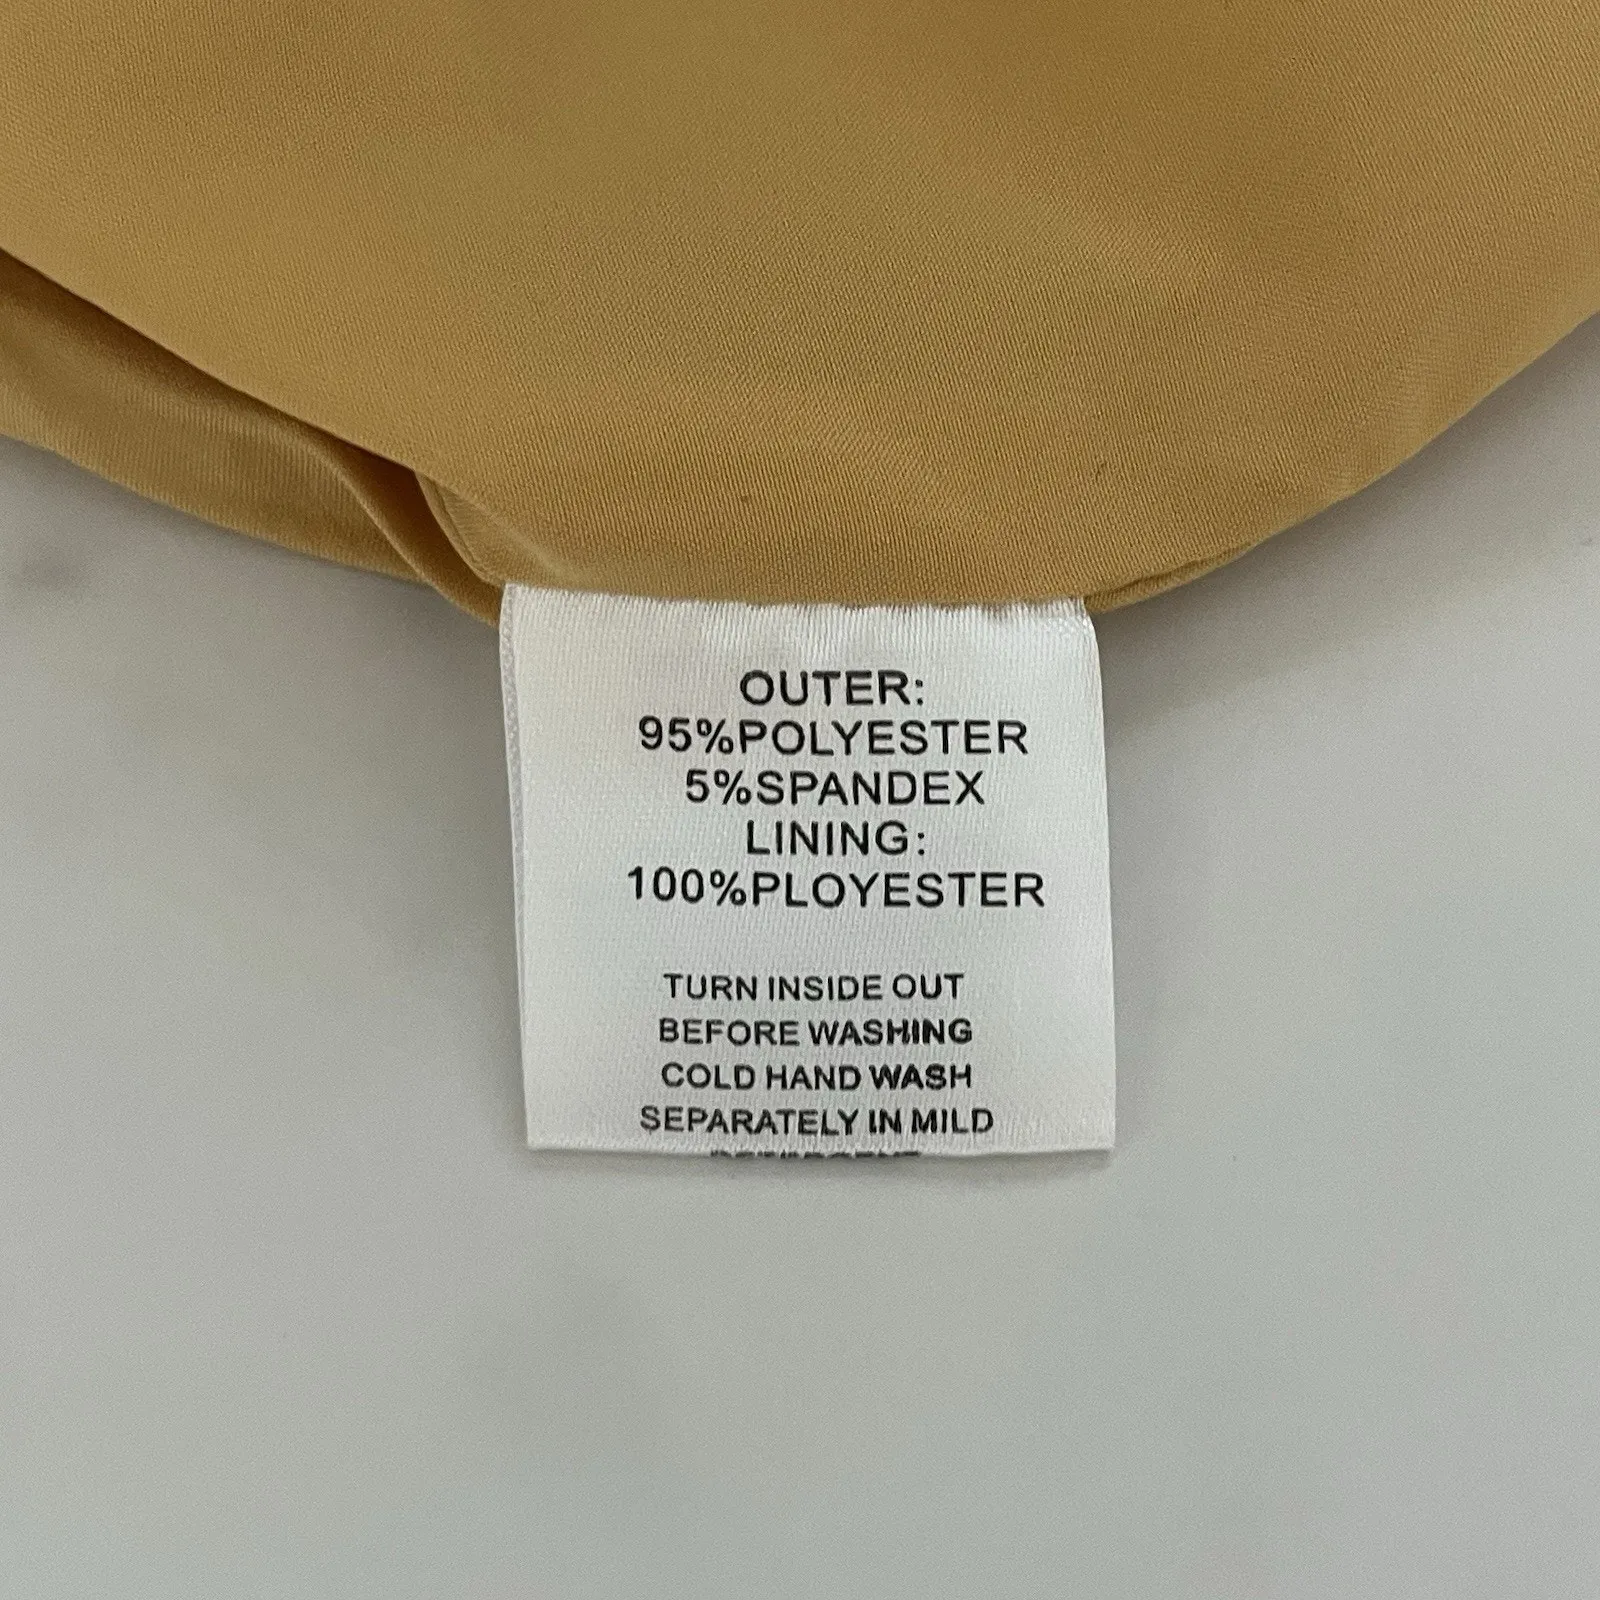 OUTER:
95%POLYESTER
5%SPANDEX
LINING:
100%PLOYESTER
TURN INSIDE OUT
BEFORE WASHING
COLD HAND WASH
SEPARATELY IN MILD